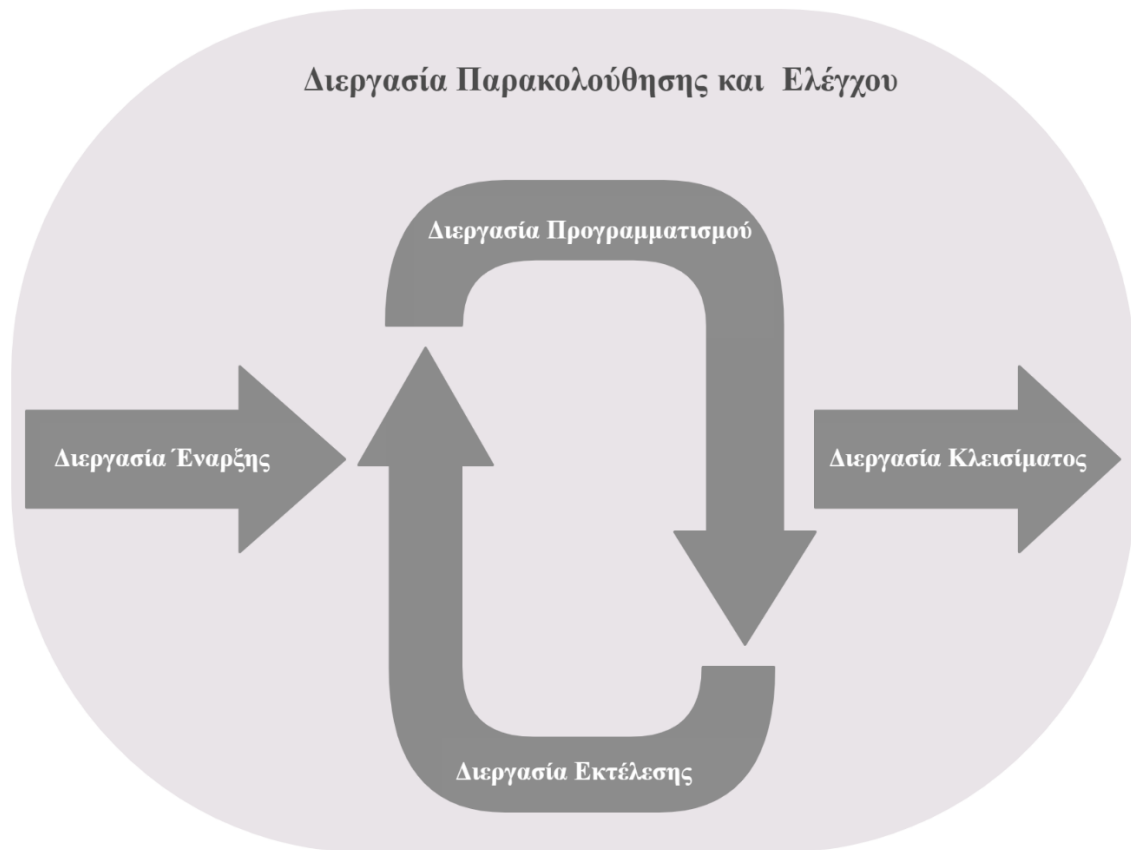 Διεργασία Παρακολούθησης και Ελέγχου
Διεργασία Προγραμματισμού
Διεργασία Έναρξης
Διεργασία Κλεισίματος
Διεργασία Εκτέλεσης